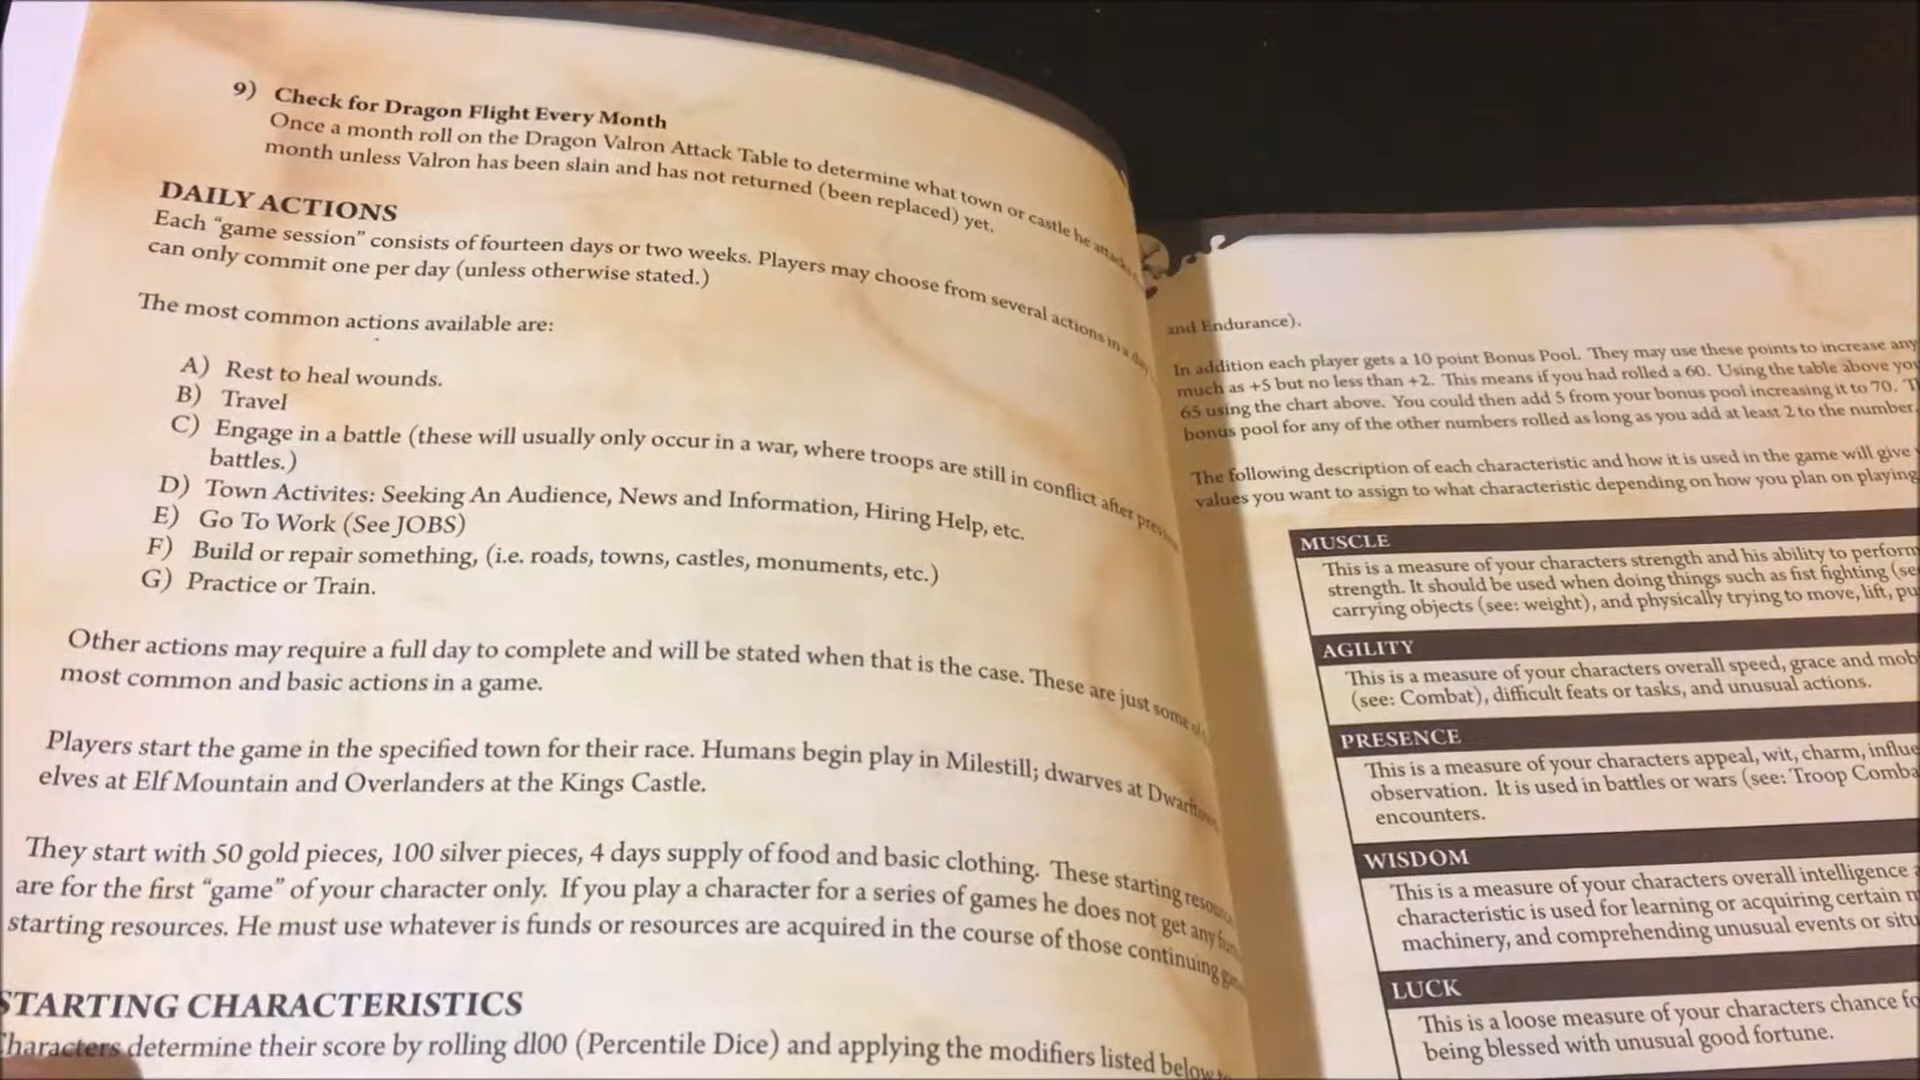 9) Check for Dragon Flight Every Month
Once a month roll on the Dragon Valron Attack Table to determine what town or castle he attacks
month unless Valron has been slain and has not returned (been replaced) yet.
DAILY ACTIONS
Each “game session” consists of fourteen days or two weeks. Players may choose from several actions in a day
can only commit one per day (unless otherwise stated.)
The most common actions available are:
A) Rest to heal wounds.
B) Travel
C) Engage in a battle (these will usually only occur in a war, where troops are still in conflict after
battles.)
D) Town Activites: Seeking An Audience, News and Information, Hiring Help, etc.
E) Go To Work (See JOBS)
F) Build or repair something, (i.e. roads, towns, castles, monuments, etc.)
G) Practice or Train.
Other actions may require a full day to complete and will be stated when that is the case. These are just some of
most common and basic actions in a game.
Players start the game in the specified town for their race. Humans begin play in Milestill; dwarves at
elves at Elf Mountain and Overlanders at the Kings Castle.
They start with 50 gold pieces, 100 silver pieces, 4 days supply of food and basic clothing. These starting
are for the first “game” of your character only. If you play a character for a series of games he does not get any
starting resources. He must use whatever is funds or resources are acquired in the course of those continuing
STARTING CHARACTERISTICS
Characters determine their score by rolling d100 (Percentile Dice) and applying the modifiers listed below
and Endurance).
In addition each player gets a 10 point Bonus Pool. They may use these points to increase any
much as +5 but no less than +2. This means if you had rolled a 60. Using the table above you
65 using the chart above. You could then add 5 from your bonus pool increasing it to 70.
bonus pool for any of the other numbers rolled as long as you add at least 2 to the number.
The following description of each characteristic and how it is used in the game will give
values you want to assign to what characteristic depending on how you plan on playing
MUSCLE
This is a measure of your characters strength and his ability to perform
strength. It should be used when doing things such as fist fighting (se
carrying objects (see: weight), and physically trying to move, lift, pu
AGILITY
This is a measure of your characters overall speed, grace and mob
(see: Combat), difficult feats or tasks, and unusual actions.
PRESENCE
This is a measure of your characters appeal, wit, charm, influe
observation. It is used in battles or wars (see: Troop Comba
encounters.
WISDOM
This is a measure of your characters overall intelligence
characteristic is used for learning or acquiring certain m
machinery, and comprehending unusual events or situ
LUCK
This is a loose measure of your characters chance fo
being blessed with unusual good fortune.